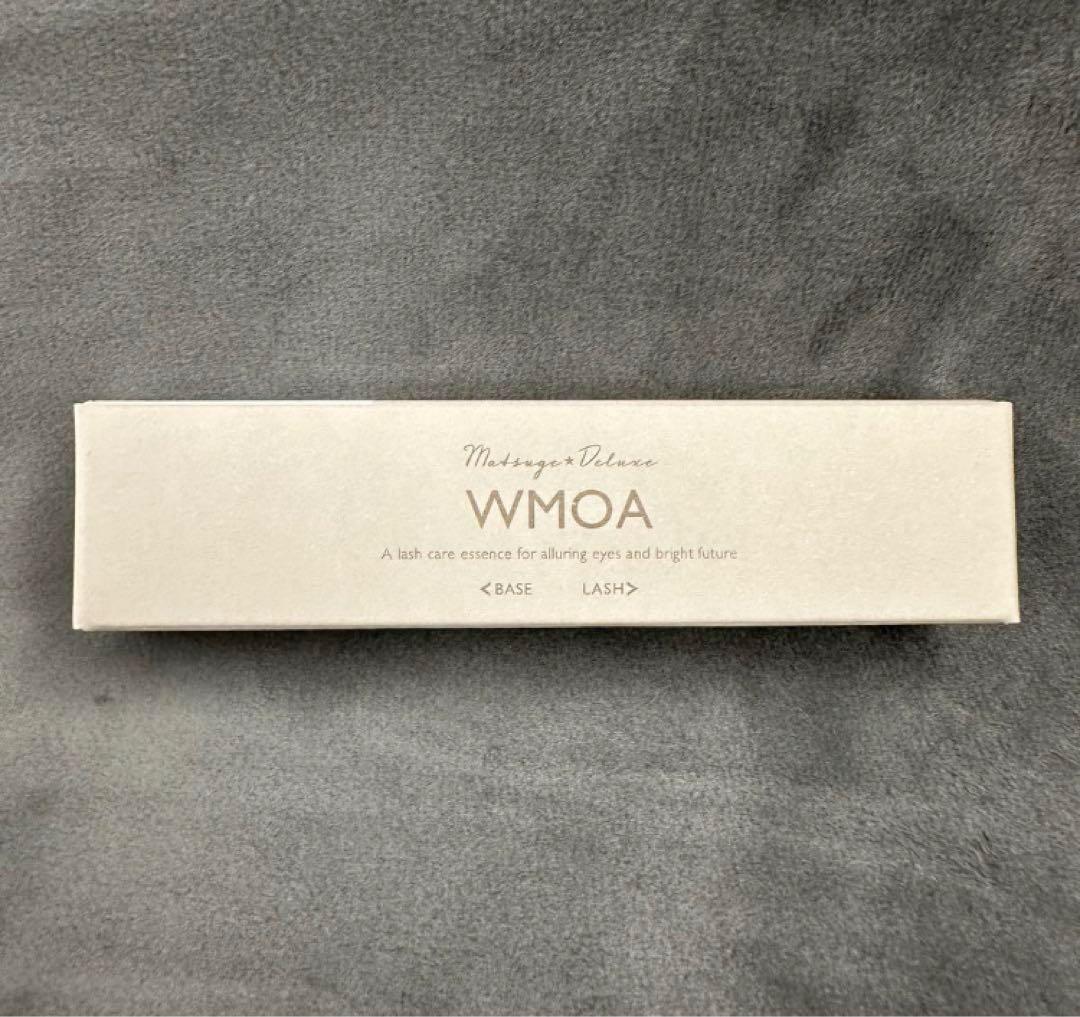 Matsuge★Deluxe
WMOA
A lash care essence for alluring eyes and bright future
<BASE LASH>